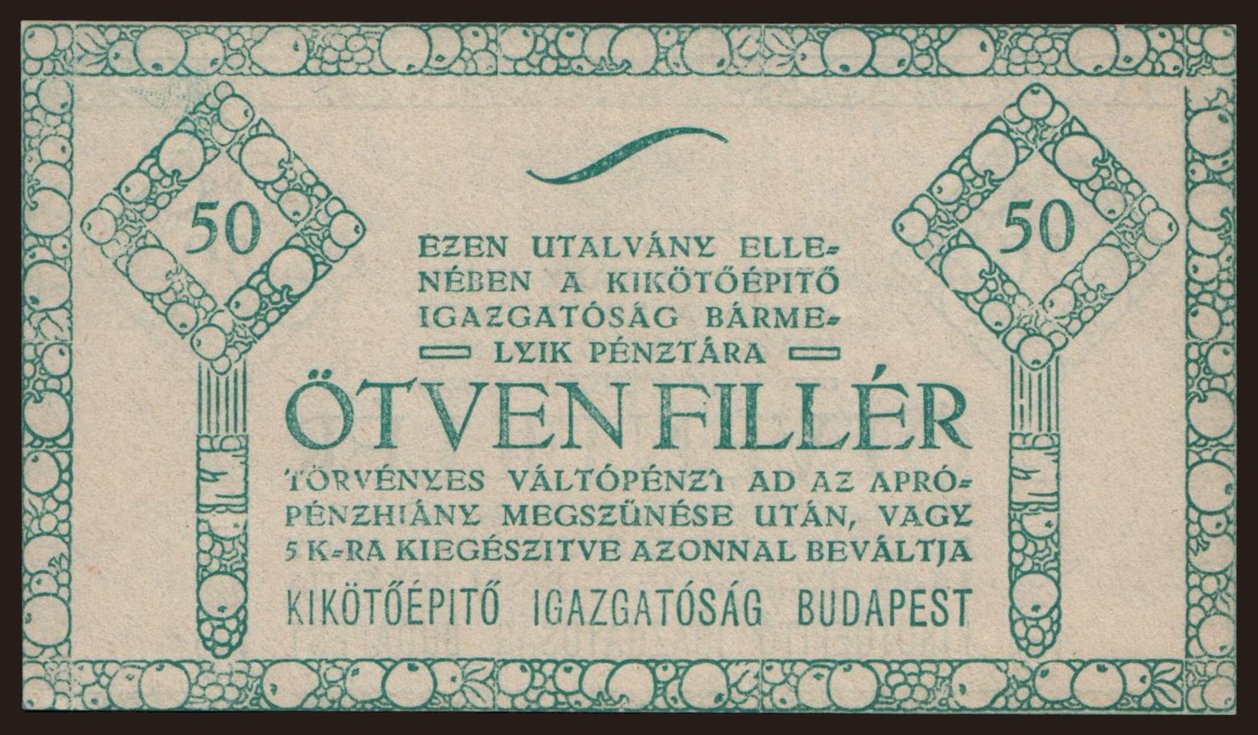 50
50
EZEN UTALVÁNY ELLE=
NÉBEN A KIKÖTŐÉPITŐ
IGAZGATÓSÁG BÁRME=
LYIK PÉNZTÁRA
ÖTVEN FILLÉR
TÖRVÉNYES VÁLTÓPÉNZT AD AZ APRÓ=
PÉNZHIÁNY MEGSZŰNÉSE UTÁN, VAGY
5 K=RA KIEGÉSZITVE AZONNAL BEVÁLTJA
KIKÖTŐÉPITŐ IGAZGATÓSÁG BUDAPEST